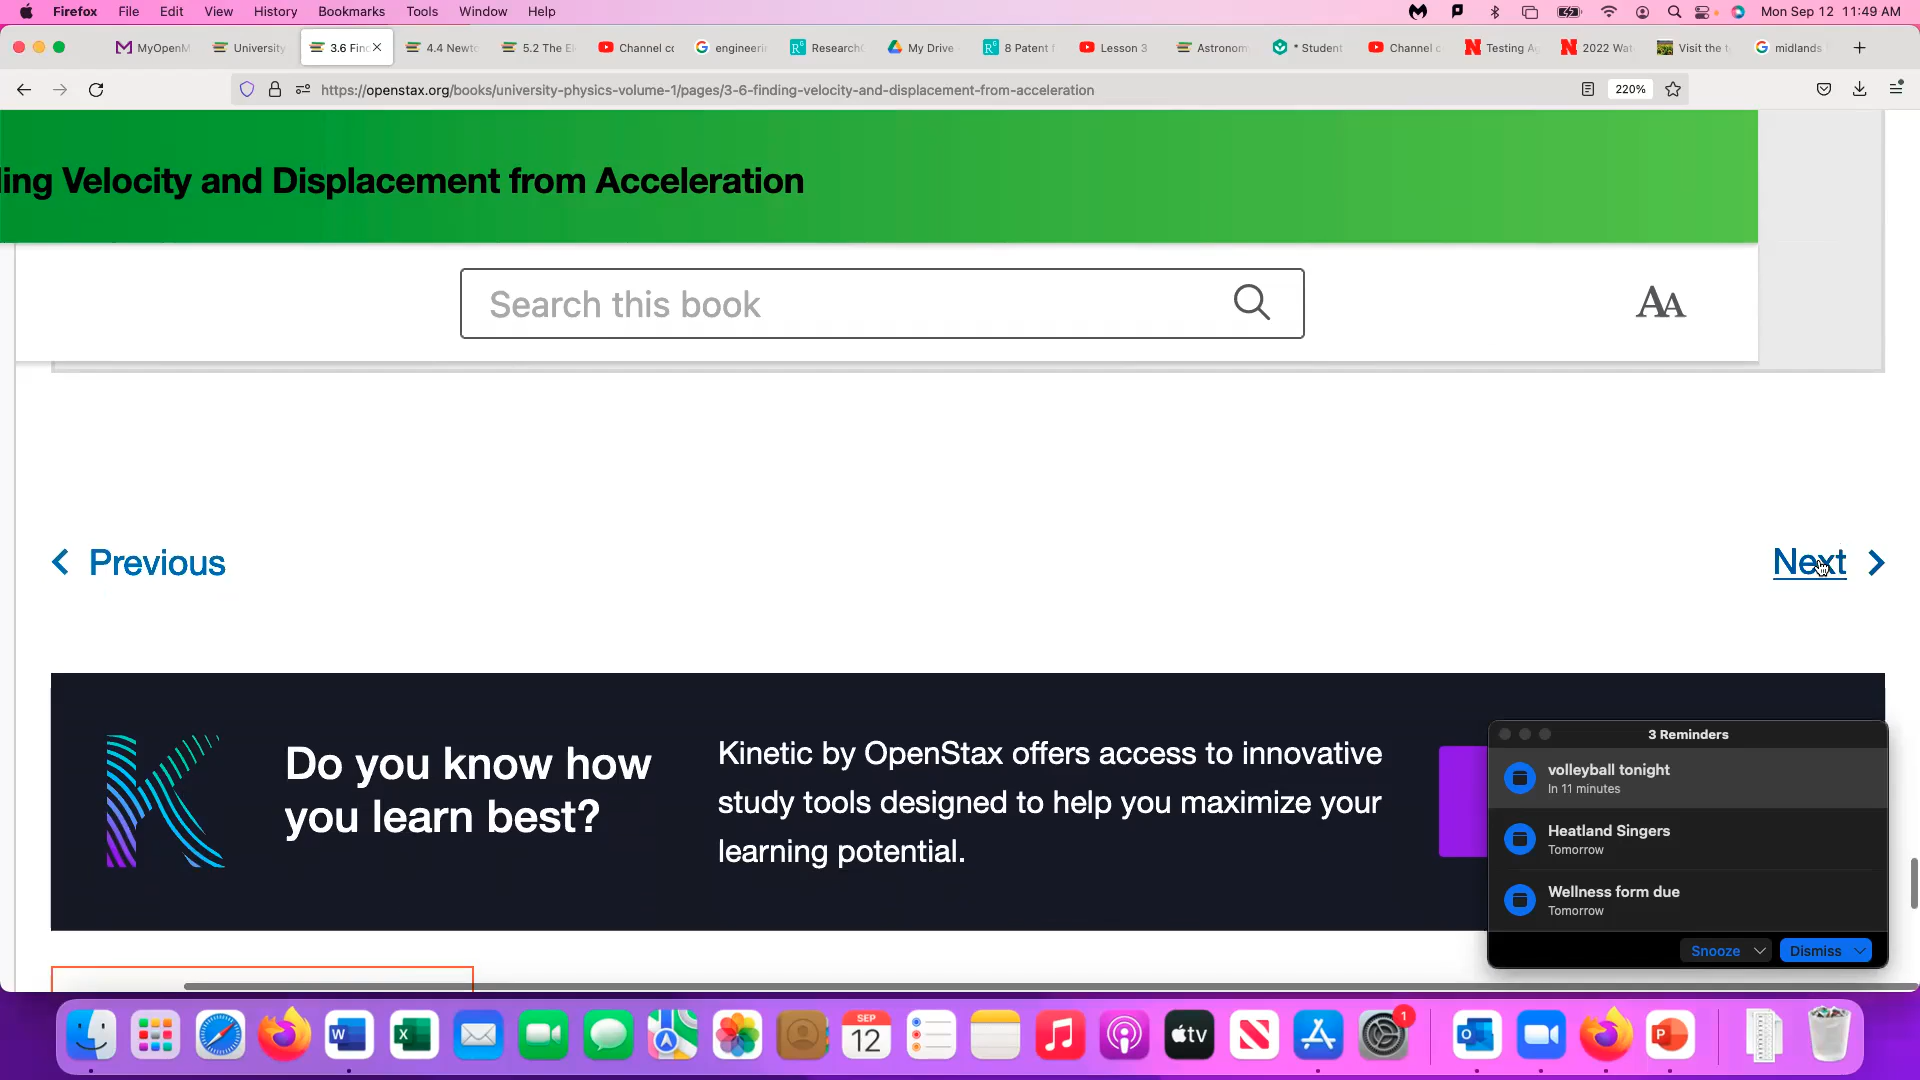 Firefox File Edit View History Bookmarks Tools Window Help Mon Sep 12 11:49 AM
MyOpenM University 3.6 Find 4.4 Newto 5.2 The El Channel co engineerin Research My Drive 8 Patent f Lesson 3 Astronom * Student Channel c Testing Ag 2022 Wat Visit the t midlands
https://openstax.org/books/university-physics-volume-1/pages/3-6-finding-velocity-and-displacement-from-acceleration 220%
ing Velocity and Displacement from Acceleration
Search this book AA
Previous Next
Do you know how
you learn best?
Kinetic by OpenStax offers access to innovative
study tools designed to help you maximize your
learning potential.
3 Reminders
volleyball tonight
In 11 minutes
Heatland Singers
Tomorrow
Wellness form due
Tomorrow
Snooze Dismiss
SEP
12
tv
1